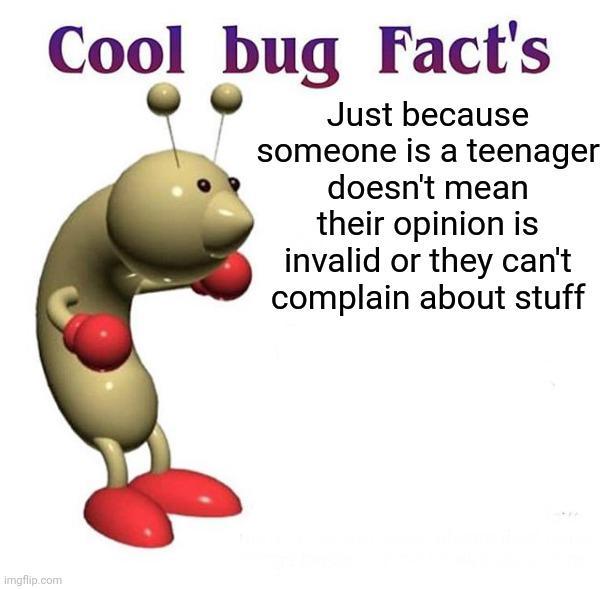 Cool bug Fact's
Just because
someone is a teenager
doesn't mean
their opinion is
invalid or they can't
complain about stuff
imgflip.com